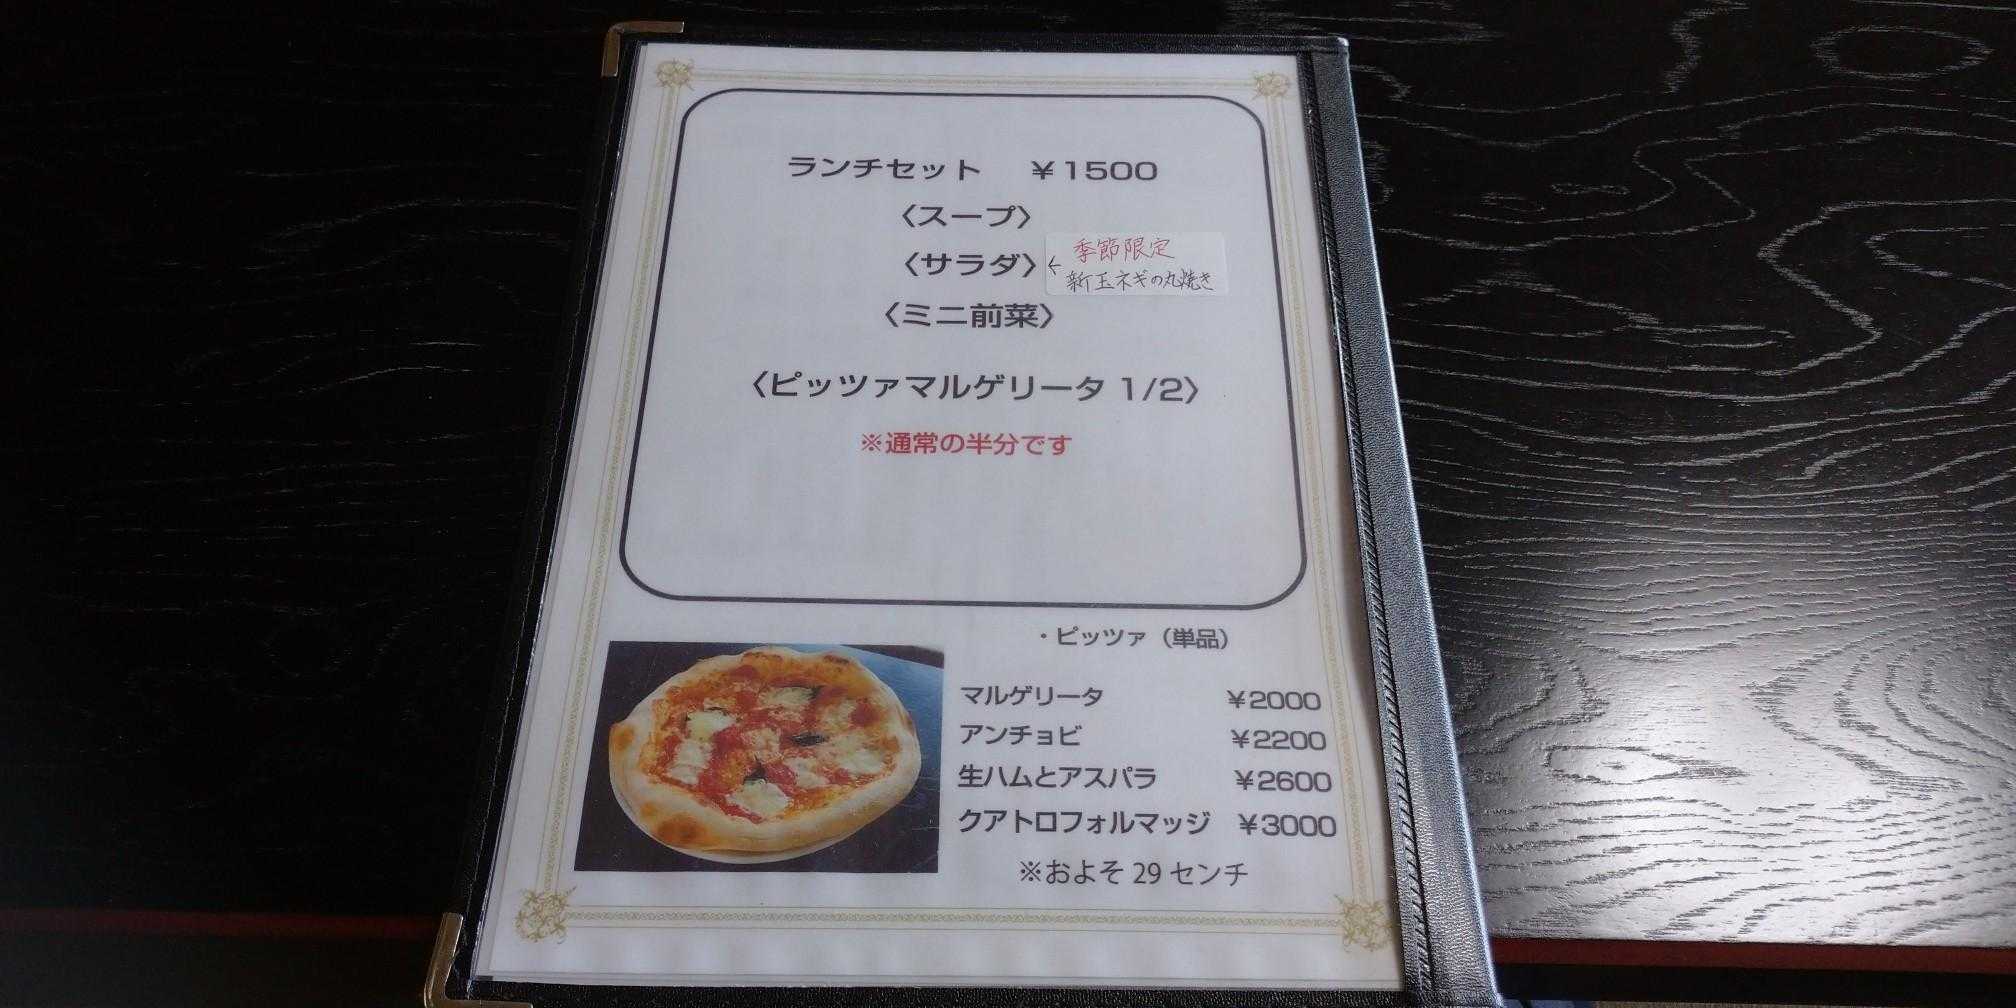 ランチセット ￥1500
〈スープ〉
〈サラダ〉
←季節限定
新玉ネギの丸焼き
〈ミニ前菜〉
〈ピッツァマルゲリータ 1/2〉
※通常の半分です
・ピッツァ（単品）
マルゲリータ ￥2000
アンチョビ ￥2200
生ハムとアスパラ ￥2600
クアトロフォルマッジ ￥3000
※およそ 29 センチ